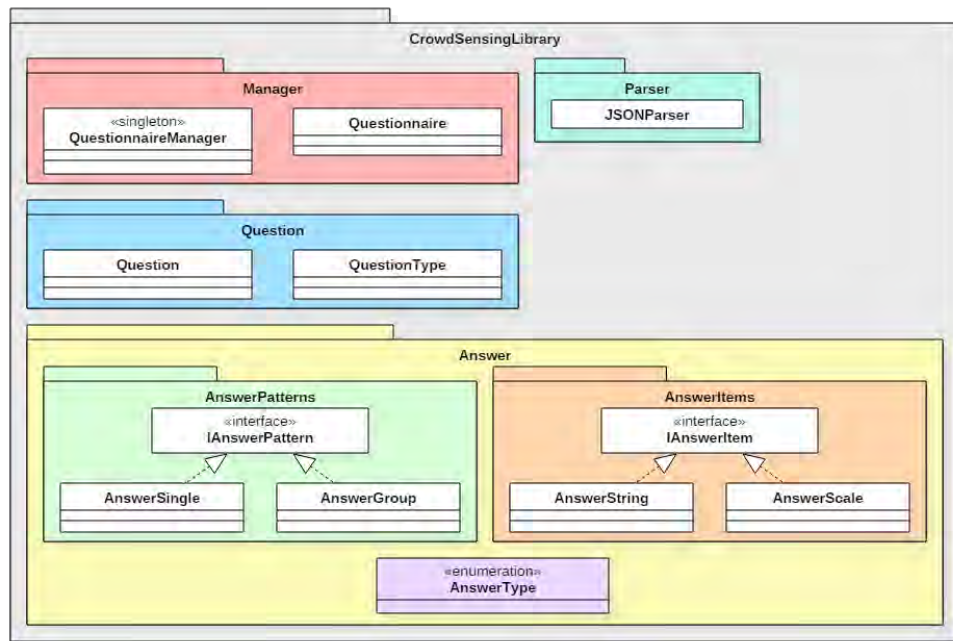 CrowdSensingLibrary
Manager
«singleton»
QuestionnaireManager
Questionnaire
Parser
JSONParser
Question
Question
QuestionType
Answer
AnswerPatterns
«interface»
IAnswerPattern
AnswerSingle
AnswerGroup
AnswerItems
«interface»
IAnswerItem
AnswerString
AnswerScale
«enumeration»
AnswerType